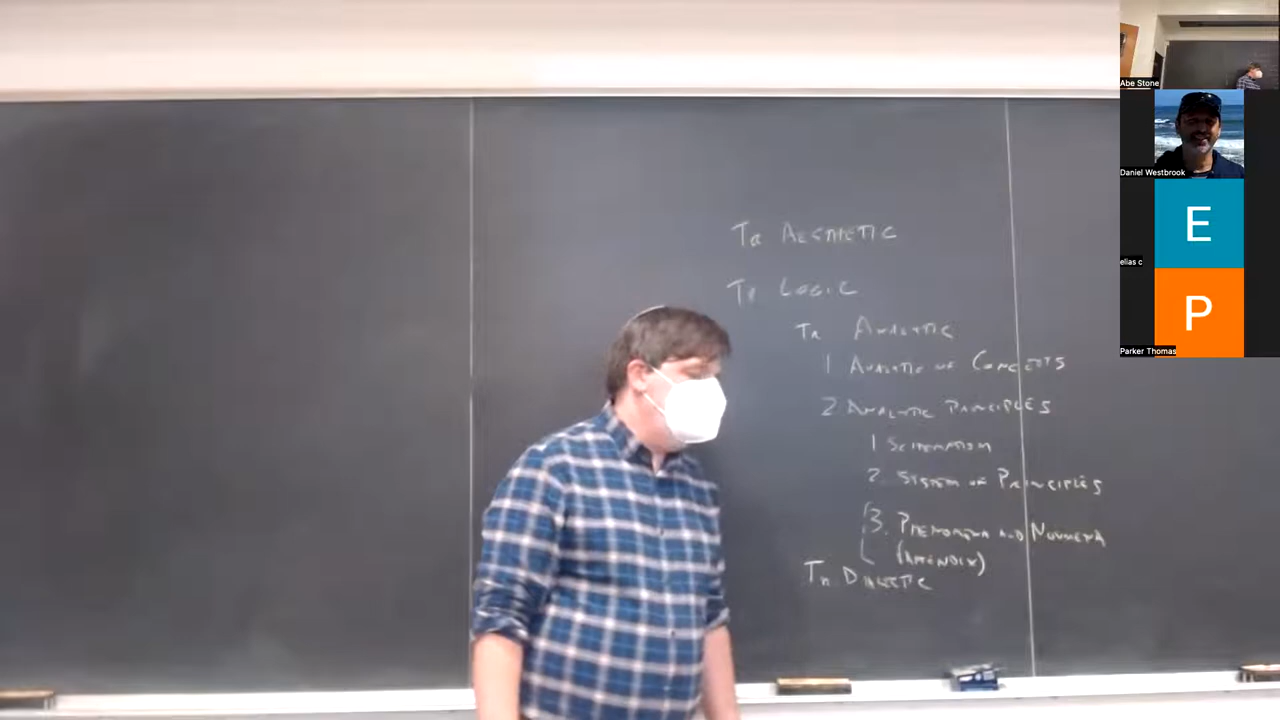 Tr Aesthetic
Tr Logic
Tr Analytic
1 Analytic of Concepts
2 Analytic Principles
1 Schematism
2. System of Principles
3. Phenomena and Noumena
(Appendix)
Tr Dialectic
Abe Stone
Daniel Westbrook
E
elias c
P
Parker Thomas